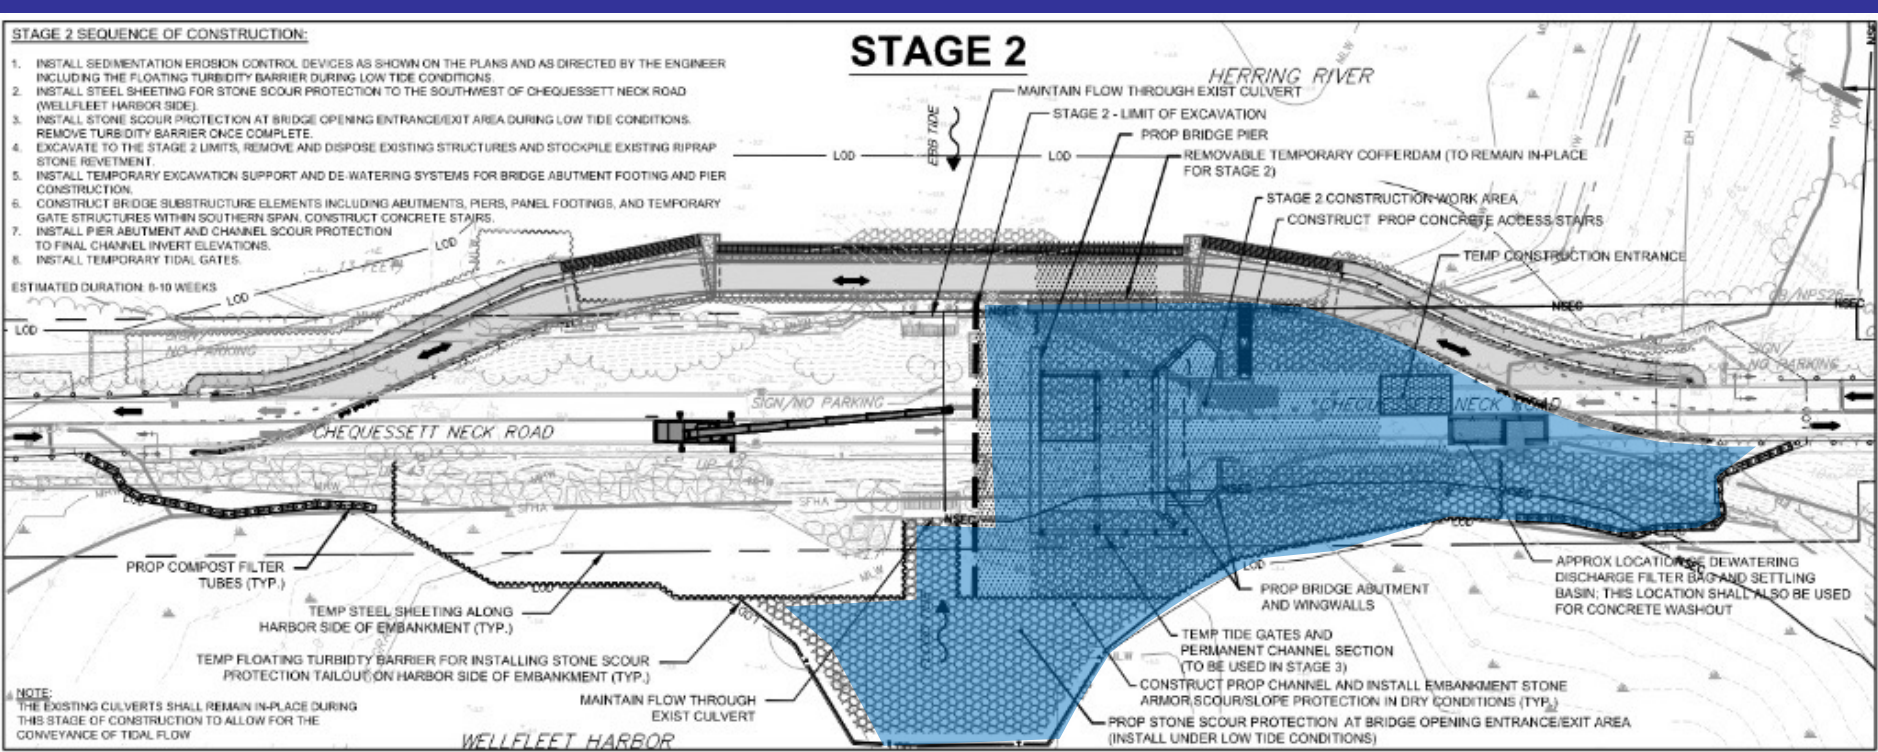 STAGE 2 SEQUENCE OF CONSTRUCTION:
1. INSTALL SEDIMENTATION EROSION CONTROL DEVICES AS SHOWN ON THE PLANS AND AS DIRECTED BY THE ENGINEER
INCLUDING THE FLOATING TURBIDITY BARRIER DURING LOW TIDE CONDITIONS.
2. INSTALL STEEL SHEETING FOR STONE SCOUR PROTECTION TO THE SOUTHWEST OF CHEQUESSETT NECK ROAD
(WELLFLEET HARBOR SIDE).
3. INSTALL STONE SCOUR PROTECTION AT BRIDGE OPENING ENTRANCE/EXIT AREA DURING LOW TIDE CONDITIONS.
REMOVE TURBIDITY BARRIER ONCE COMPLETE.
4. EXCAVATE TO THE STAGE 2 LIMITS, REMOVE AND DISPOSE EXISTING STRUCTURES AND STOCKPILE EXISTING RIPRAP
STONE REVETMENT.
5. INSTALL TEMPORARY EXCAVATION SUPPORT AND DE-WATERING SYSTEMS FOR BRIDGE ABUTMENT FOOTING AND PIER
CONSTRUCTION.
6. CONSTRUCT BRIDGE SUBSTRUCTURE ELEMENTS INCLUDING ABUTMENTS, PIERS, PANEL FOOTINGS, AND TEMPORARY
GATE STRUCTURES WITHIN SOUTHERN SPAN. CONSTRUCT CONCRETE STAIRS.
7. INSTALL PIER ABUTMENT AND CHANNEL SCOUR PROTECTION
TO FINAL CHANNEL INVERT ELEVATIONS.
8. INSTALL TEMPORARY TIDAL GATES.
ESTIMATED DURATION: 8-10 WEEKS
STAGE 2
HERRING RIVER
MAINTAIN FLOW THROUGH EXIST CULVERT
STAGE 2 - LIMIT OF EXCAVATION
EBB TIDE
PROP BRIDGE PIER
LOD
LOD
REMOVABLE TEMPORARY COFFERDAM (TO REMAIN IN-PLACE
FOR STAGE 2)
STAGE 2 CONSTRUCTION WORK AREA
CONSTRUCT PROP CONCRETE ACCESS STAIRS
TEMP CONSTRUCTION ENTRANCE
MLW
EH
LOD
LOD
LOD
NSEC
NSEC
NSEC
NSEC
SIGN/
NO PARKING
SIGN/
NO PARKING
SIGN/NO PARKING
CHEQUESSETT NECK ROAD
CHEQUESSETT NECK ROAD
LOD
SFHA
SFHA
NSEC
NSEC
MLW
LOD
LOD
LOD
PROP COMPOST FILTER
TUBES (TYP.)
TEMP STEEL SHEETING ALONG
HARBOR SIDE OF EMBANKMENT (TYP.)
TEMP FLOATING TURBIDTY BARRIER FOR INSTALLING STONE SCOUR
PROTECTION TAILOUT ON HARBOR SIDE OF EMBANKMENT (TYP.)
MAINTAIN FLOW THROUGH
EXIST CULVERT
APPROX LOCATION OF DEWATERING
DISCHARGE FILTER BAG AND SETTLING
BASIN; THIS LOCATION SHALL ALSO BE USED
FOR CONCRETE WASHOUT
PROP BRIDGE ABUTMENT
AND WINGWALLS
TEMP TIDE GATES AND
PERMANENT CHANNEL SECTION
(TO BE USED IN STAGE 3)
CONSTRUCT PROP CHANNEL AND INSTALL EMBANKMENT STONE
ARMOR SCOUR/SLOPE PROTECTION IN DRY CONDITIONS (TYP.)
PROP STONE SCOUR PROTECTION AT BRIDGE OPENING ENTRANCE/EXIT AREA
(INSTALL UNDER LOW TIDE CONDITIONS)
NOTE:
THE EXISTING CULVERTS SHALL REMAIN IN-PLACE DURING
THIS STAGE OF CONSTRUCTION TO ALLOW FOR THE
CONVEYANCE OF TIDAL FLOW
WELLFLEET HARBOR